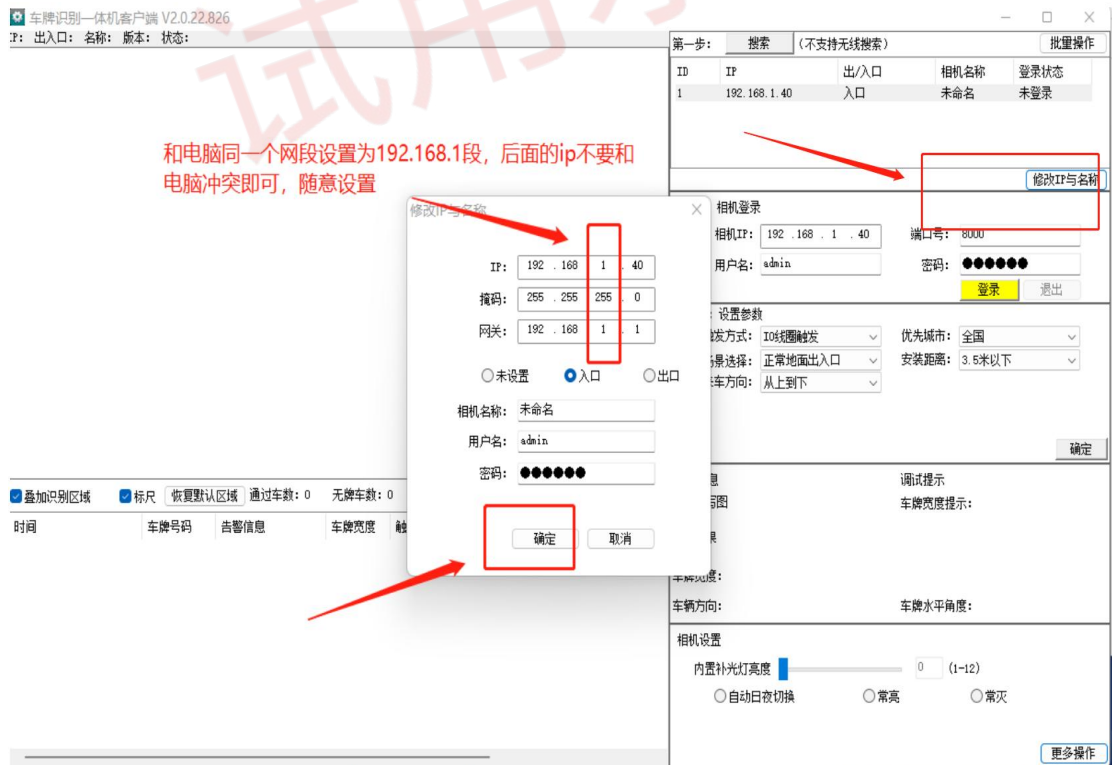 车牌识别一体机客户端 V2.0.22.826
IP: 出入口: 名称: 版本: 状态:
试用
第一步: 搜索 (不支持无线搜索) 批量操作
ID IP 出/入口 相机名称 登录状态
1 192.168.1.40 入口 未命名 未登录
和电脑同一个网段设置为192.168.1段，后面的ip不要和
电脑冲突即可，随意设置
修改IP与名称
相机登录
相机IP: 192 .168 . 1 . 40 端口号: 8000
用户名: admin 密码: ●●●●●●
登录 退出
设置参数
发方式: IO线圈触发 优先城市: 全国
景选择: 正常地面出入口 安装距离: 3.5米以下
车方向: 从上到下
确定
修改IP与名称
IP: 192 . 168 . 1 . 40
掩码: 255 . 255 . 255 . 0
网关: 192 . 168 . 1 . 1
未设置 入口 出口
相机名称: 未命名
用户名: admin
密码: ●●●●●●
确定 取消
叠加识别区域 标尺 恢复默认区域 通过车数: 0 无牌车数: 0
时间 车牌号码 告警信息 车牌宽度 触
息 调试提示
图 车牌宽度提示:
果
车牌宽度:
车辆方向: 车牌水平角度:
相机设置
内置补光灯亮度 0 (1-12)
自动日夜切换 常亮 常灭
更多操作